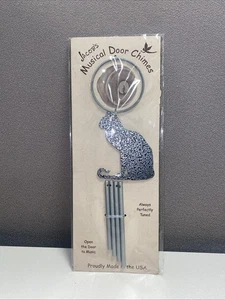 Jacob's
Musical Door Chimes
Always
Perfectly
Tuned
Open
the Door
to Music
Proudly Made in the USA